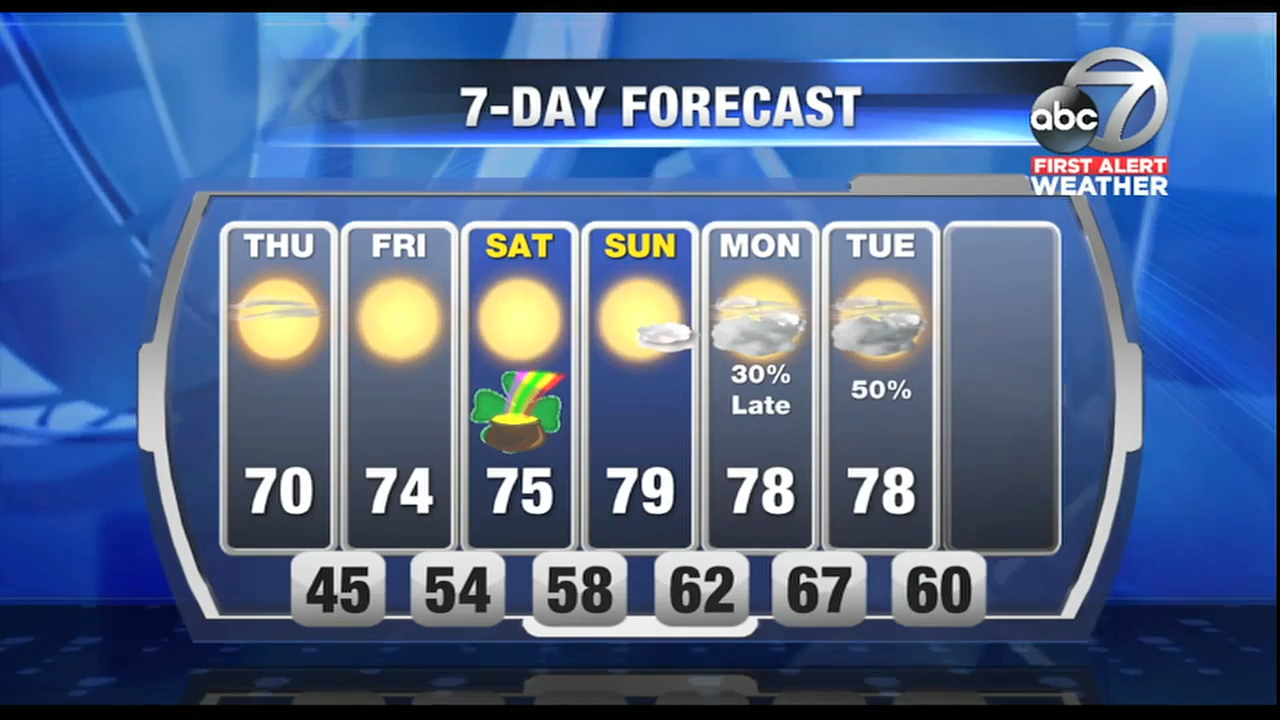 7-DAY FORECAST
abc 7
FIRST ALERT
WEATHER
THU FRI SAT SUN MON TUE
30% 50%
Late
70 74 75 79 78 78
45 54 58 62 67 60